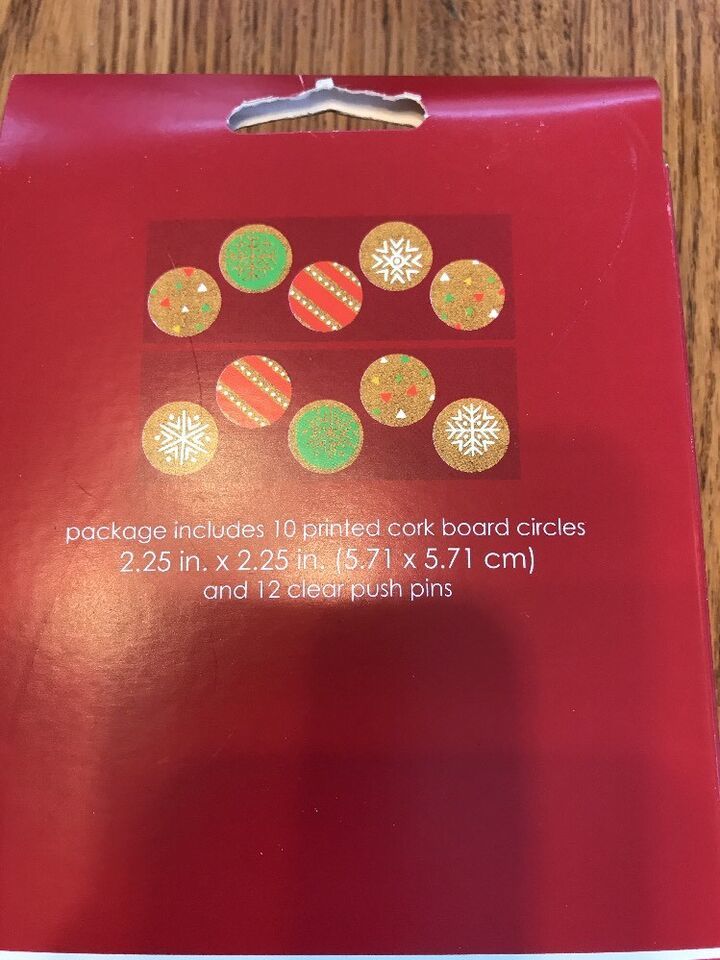 package includes 10 printed cork board circles
2.25 in. x 2.25 in. (5.71 x 5.71 cm)
and 12 clear push pins